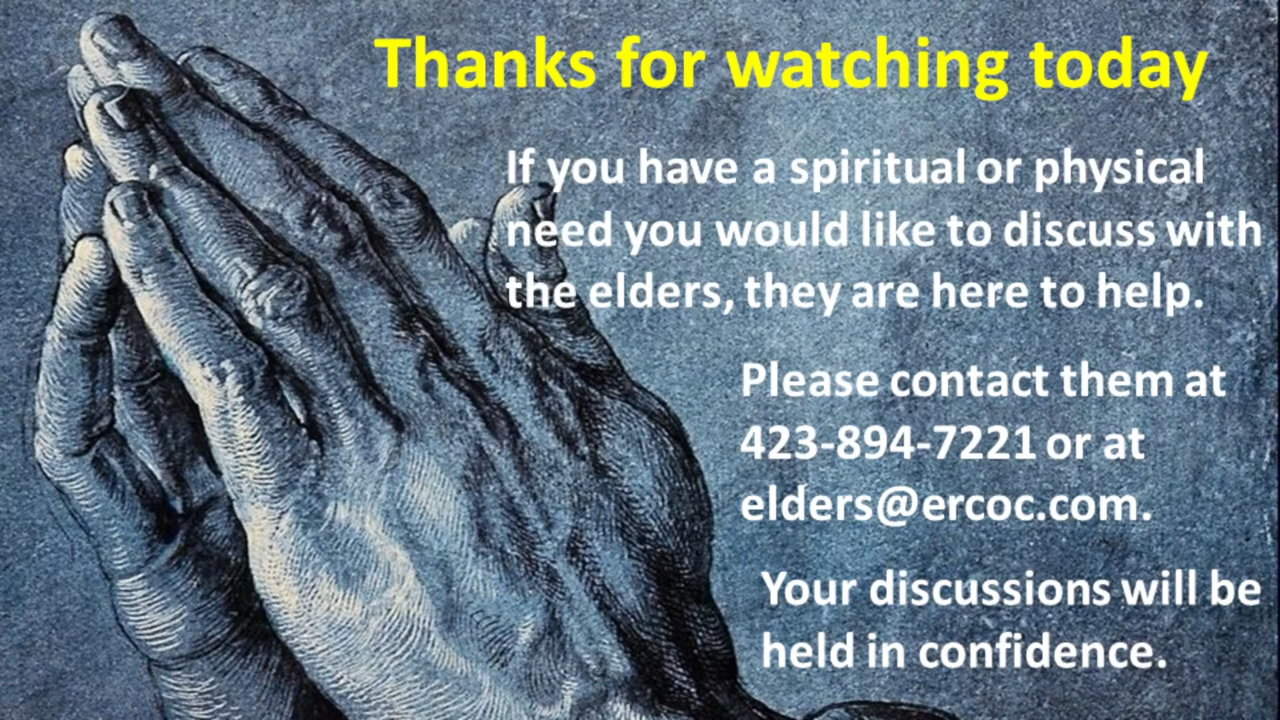 Thanks for watching today
If you have a spiritual or physical
need you would like to discuss with
the elders, they are here to help.
Please contact them at
423-894-7221 or at
elders@ercoc.com.
Your discussions will be
held in confidence.